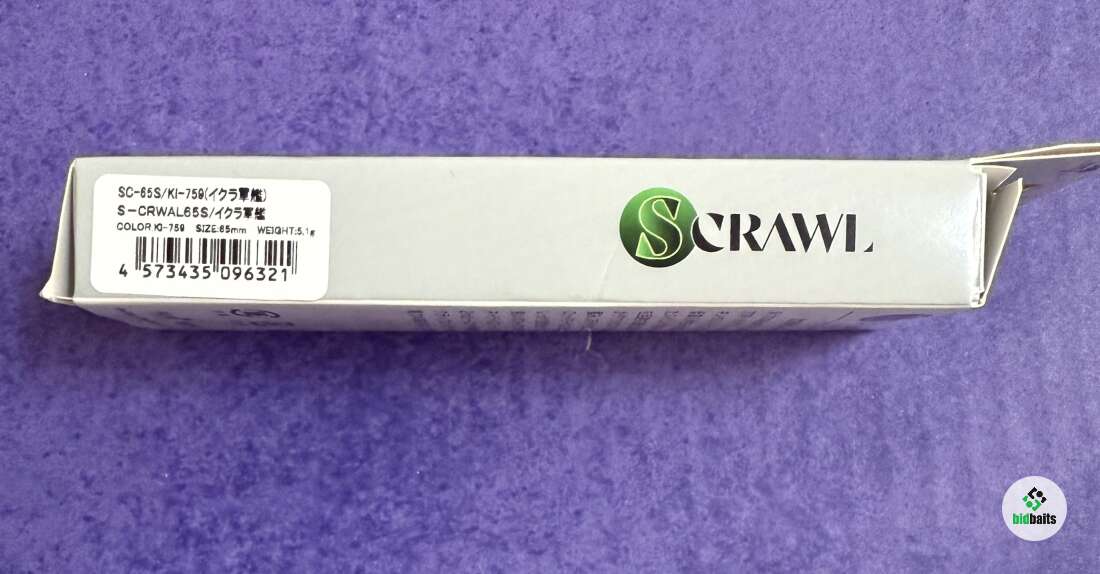 SC-65S/KI-759(イクラ軍艦)
S-CRWAL65S/イクラ軍艦
COLOR KI-759 SIZE:65mm WEIGHT:5.1g
4 573435 096321
SCRAWL
bidbaits